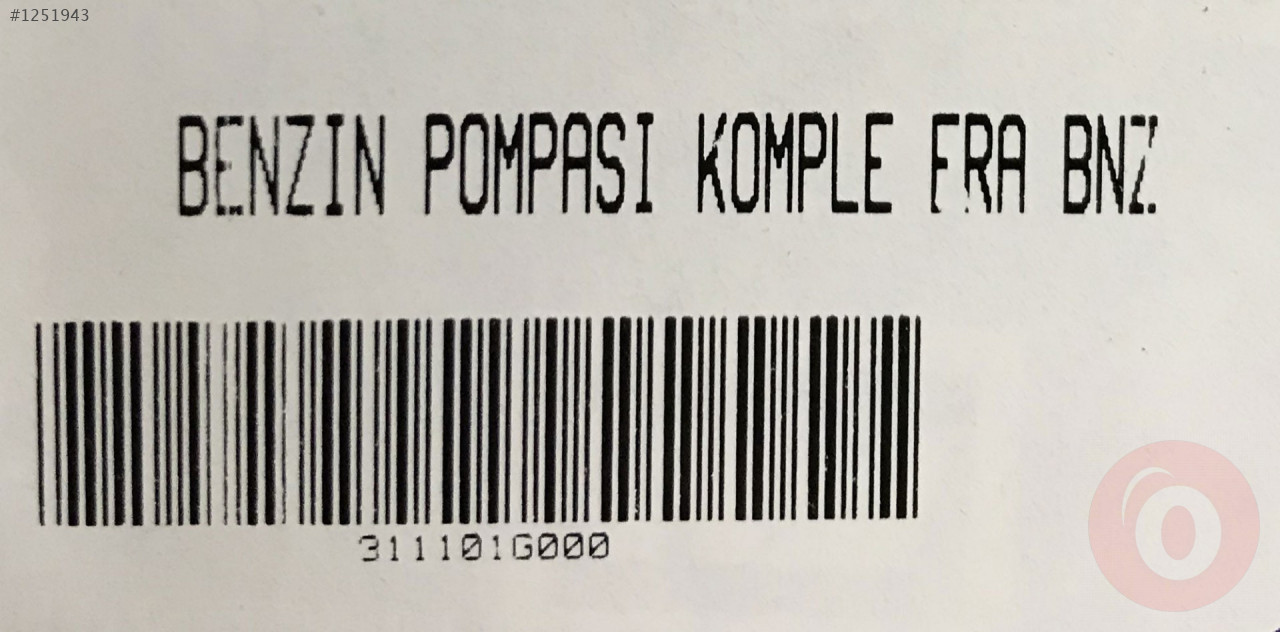 #1251943
BENZIN POMPASI KOMPLE FRA BNZ
311101G000